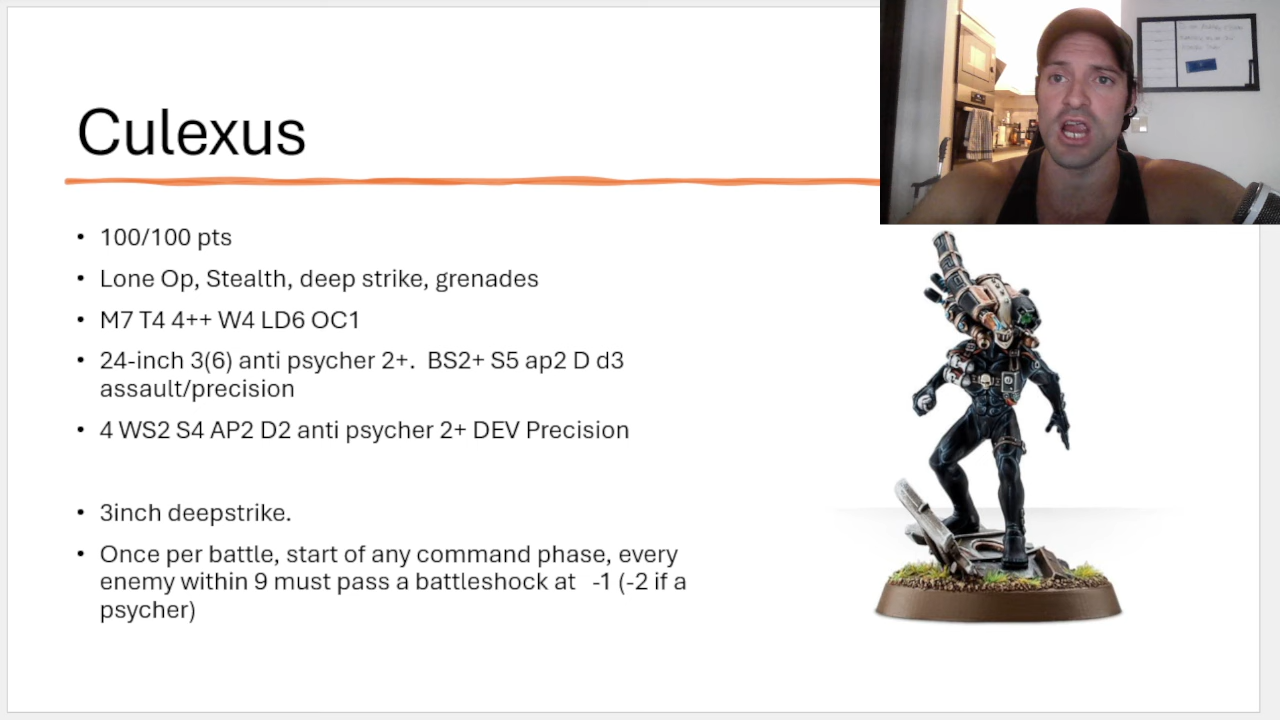 Culexus
• 100/100 pts
• Lone Op, Stealth, deep strike, grenades
• M7 T4 4++ W4 LD6 OC1
• 24-inch 3(6) anti psycher 2+.  BS2+ S5 ap2 D d3
assault/precision
• 4 WS2 S4 AP2 D2 anti psycher 2+ DEV Precision
• 3inch deepstrike.
• Once per battle, start of any command phase, every
enemy within 9 must pass a battleshock at   -1 (-2 if a
psycher)